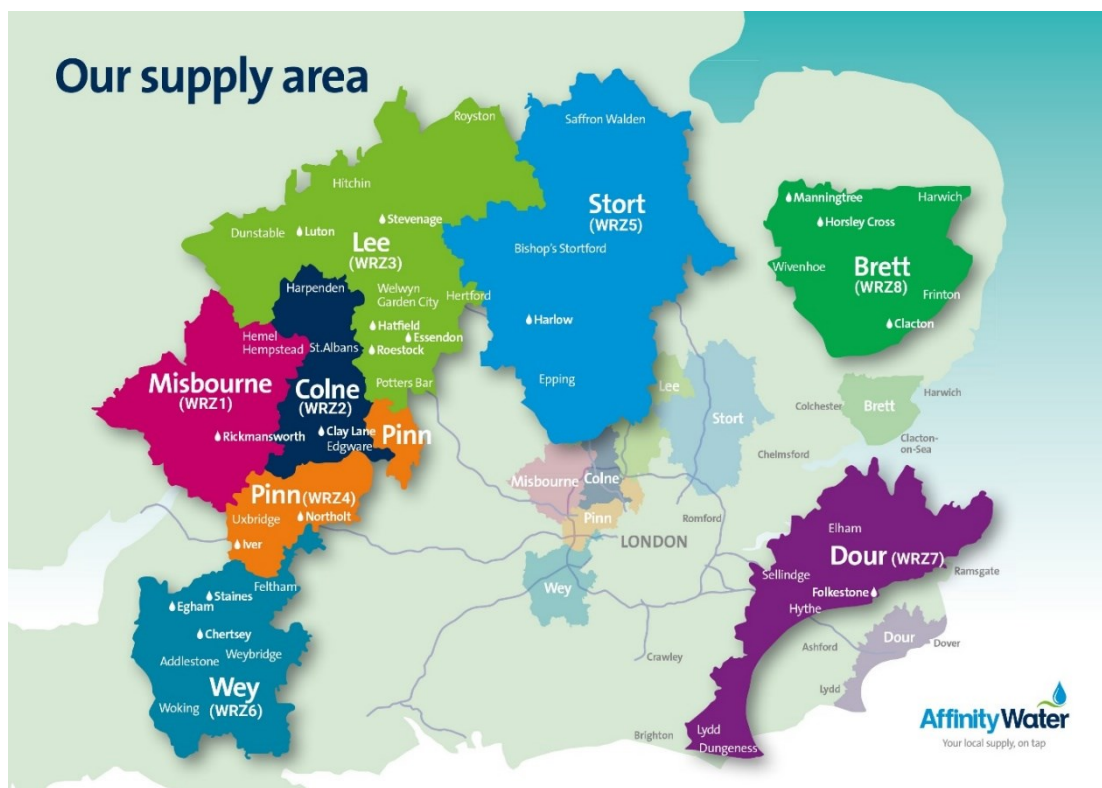 Our supply area
Royston
Saffron Walden
Hitchin
Stevenage
Dunstable
Luton
Lee
(WRZ3)
Stort
(WRZ5)
Bishop's Stortford
Manningtree
Harwich
Horsley Cross
Wivenhoe
Brett
(WRZ8)
Frinton
Clacton
Harpenden
Welwyn
Garden City
Hertford
Hatfield
Essendon
Roestock
Harlow
Hemel
Hempstead
St.Albans
Potters Bar
Epping
Misbourne
(WRZ1)
Colne
(WRZ2)
Rickmansworth
Clay Lane
Edgware
Pinn
Pinn (WRZ4)
Uxbridge
Northolt
Iver
Lee
Stort
Colchester
Brett
Harwich
Clacton-
on-Sea
Chelmsford
Misbourne
Colne
Pinn
Romford
LONDON
Wey
Feltham
Staines
Egham
Chertsey
Addlestone
Weybridge
Wey
(WRZ6)
Woking
Elham
Dour (WRZ7)
Sellindge
Ramsgate
Folkestone
Hythe
Crawley
Ashford
Dour
Dover
Lydd
Brighton
Lydd
Dungeness
Affinity Water
Your local supply, on tap